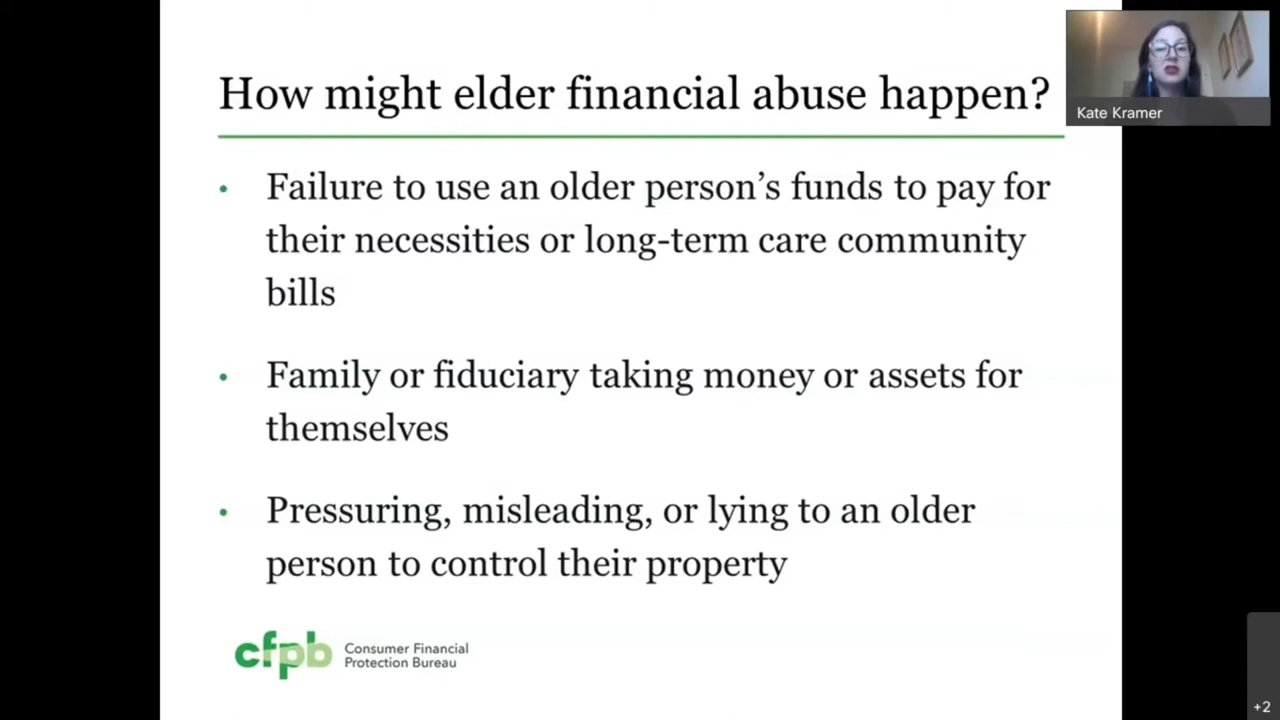 How might elder financial abuse happen?
Kate Kramer
• Failure to use an older person’s funds to pay for
their necessities or long-term care community
bills
• Family or fiduciary taking money or assets for
themselves
• Pressuring, misleading, or lying to an older
person to control their property
cfpb Consumer Financial
Protection Bureau
+2